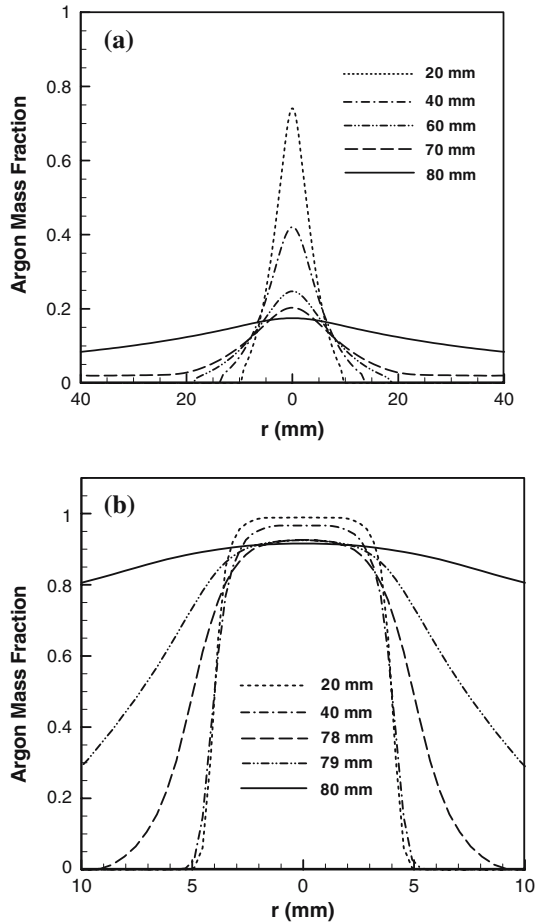 (a)
Argon Mass Fraction
1
0.8
0.6
0.4
0.2
0
20 mm
40 mm
60 mm
70 mm
80 mm
40 20 0 20 40
r (mm)
(b)
Argon Mass Fraction
1
0.8
0.6
0.4
0.2
0
20 mm
40 mm
78 mm
79 mm
80 mm
10 5 0 5 10
r (mm)